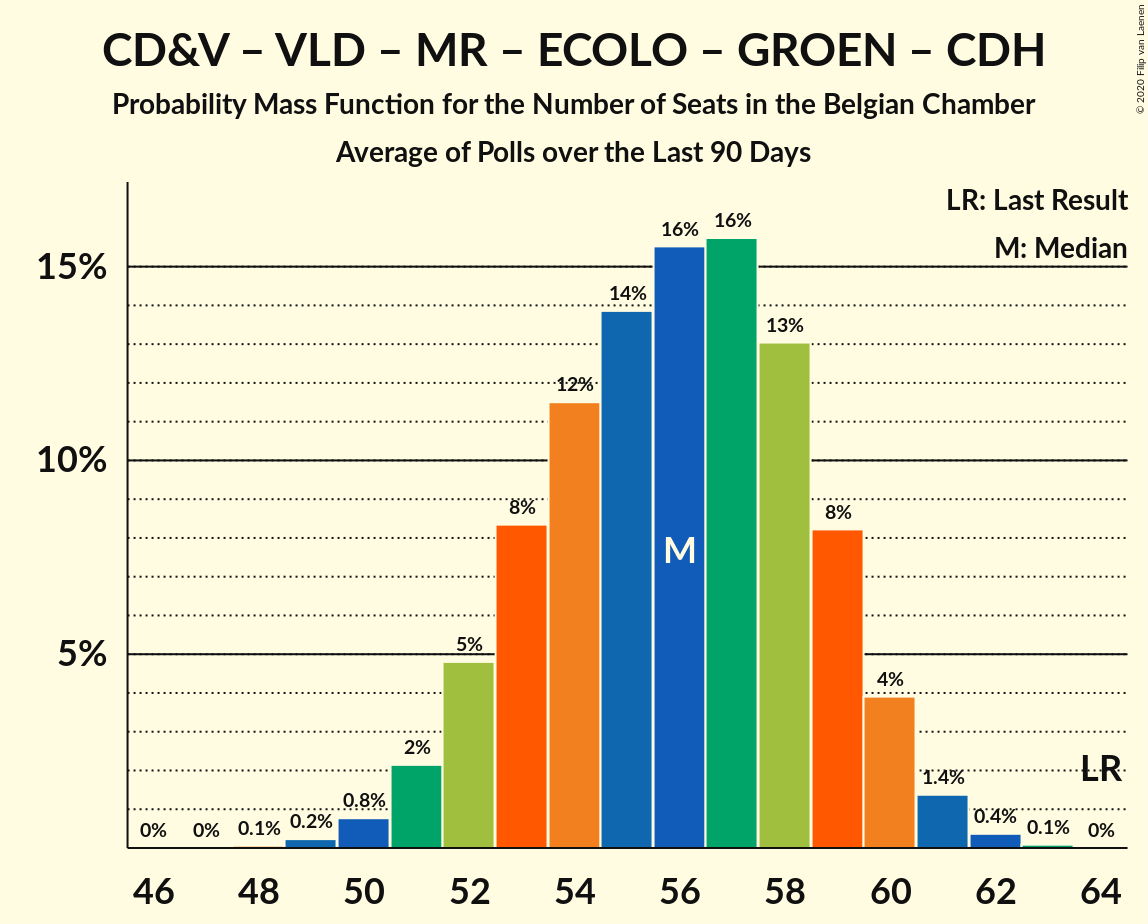 CD&V – VLD – MR – ECOLO – GROEN – CDH
Probability Mass Function for the Number of Seats in the Belgian Chamber
Average of Polls over the Last 90 Days
© 2020 Filip van Laenen
LR: Last Result
M: Median
15%
10%
5%
0% 0% 0.1% 0.2% 0.8% 2% 5% 8% 12% 14% 16% 16% 13% 8% 4% 1.4% 0.4% 0.1% 0%
M
LR
46 48 50 52 54 56 58 60 62 64